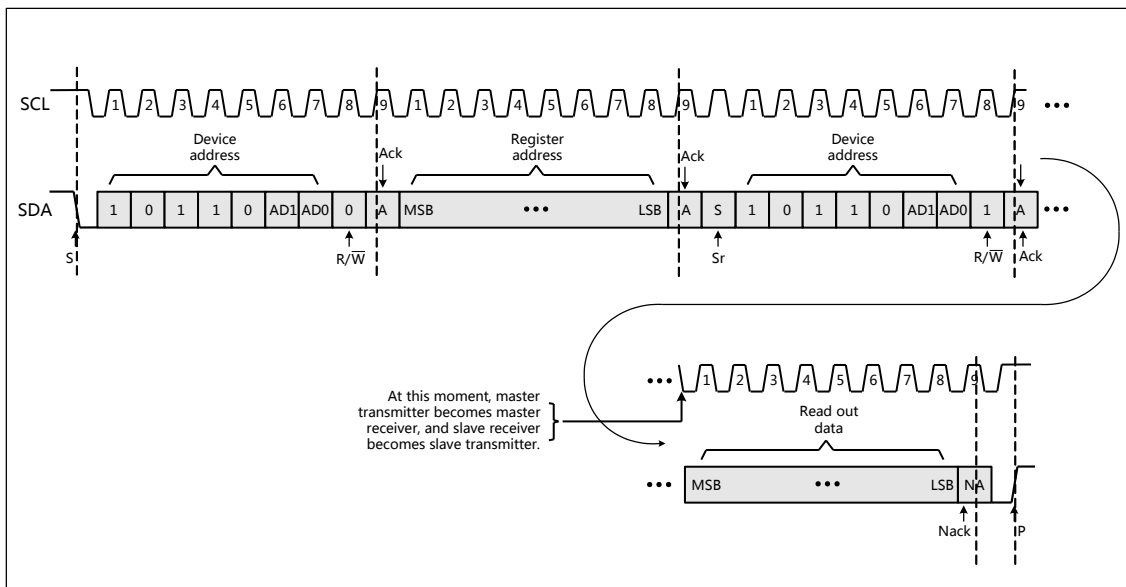 SCL 1 2 3 4 5 6 7 8 9 1 2 3 4 5 6 7 8 9 1 2 3 4 5 6 7 8 9 •••
Device
address
Ack
Register
address
Ack
Device
address
SDA 1 0 1 1 0 AD1 AD0 0 A MSB ••• LSB A S 1 0 1 1 0 AD1 AD0 1 A •••
S R/W̅ Sr R/W̅ Ack
••• 1 2 3 4 5 6 7 8 9
At this moment, master
transmitter becomes master
receiver, and slave receiver
becomes slave transmitter.
Read out
data
••• MSB ••• LSB NA
Nack P